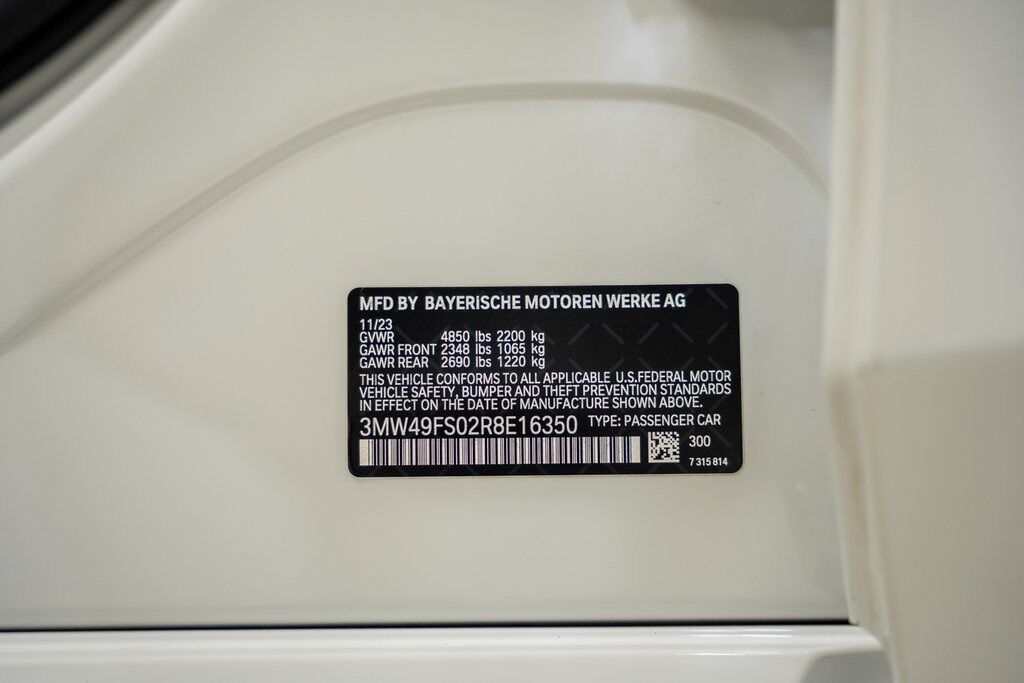 MFD BY BAYERISCHE MOTOREN WERKE AG
11/23
GVWR 4850 lbs 2200 kg
GAWR FRONT 2348 lbs 1065 kg
GAWR REAR 2690 lbs 1220 kg
THIS VEHICLE CONFORMS TO ALL APPLICABLE U.S.FEDERAL MOTOR
VEHICLE SAFETY, BUMPER AND THEFT PREVENTION STANDARDS
IN EFFECT ON THE DATE OF MANUFACTURE SHOWN ABOVE.
3MW49FS02R8E16350 TYPE: PASSENGER CAR
300
7 315 814